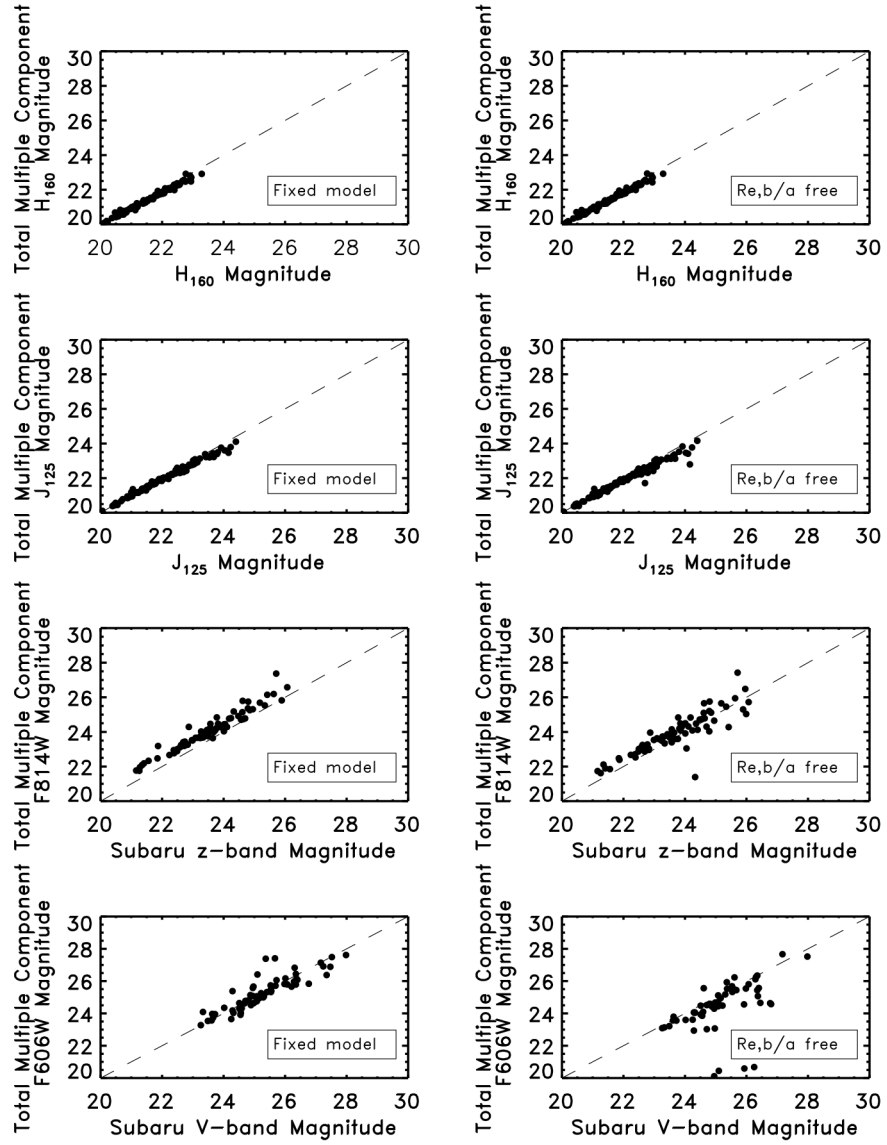 Total Multiple Component
H160 Magnitude
30
28
26
24
22
20
Fixed model
20 22 24 26 28 30
H160 Magnitude
Total Multiple Component
H160 Magnitude
30
28
26
24
22
20
Re,b/a free
20 22 24 26 28 30
H160 Magnitude
Total Multiple Component
J125 Magnitude
30
28
26
24
22
20
Fixed model
20 22 24 26 28 30
J125 Magnitude
Total Multiple Component
J125 Magnitude
30
28
26
24
22
20
Re,b/a free
20 22 24 26 28 30
J125 Magnitude
Total Multiple Component
F814W Magnitude
30
28
26
24
22
20
Fixed model
20 22 24 26 28 30
Subaru z-band Magnitude
Total Multiple Component
F814W Magnitude
30
28
26
24
22
20
Re,b/a free
20 22 24 26 28 30
Subaru z-band Magnitude
Total Multiple Component
F606W Magnitude
30
28
26
24
22
20
Fixed model
20 22 24 26 28 30
Subaru V-band Magnitude
Total Multiple Component
F606W Magnitude
30
28
26
24
22
20
Re,b/a free
20 22 24 26 28 30
Subaru V-band Magnitude